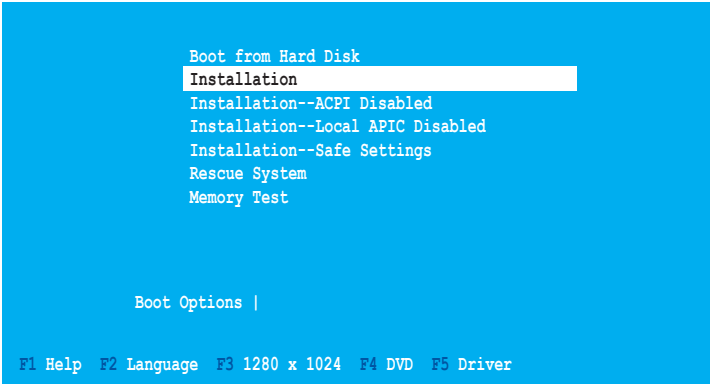 Boot from Hard Disk
Installation
Installation--ACPI Disabled
Installation--Local APIC Disabled
Installation--Safe Settings
Rescue System
Memory Test
Boot Options |
F1 Help F2 Language F3 1280 x 1024 F4 DVD F5 Driver